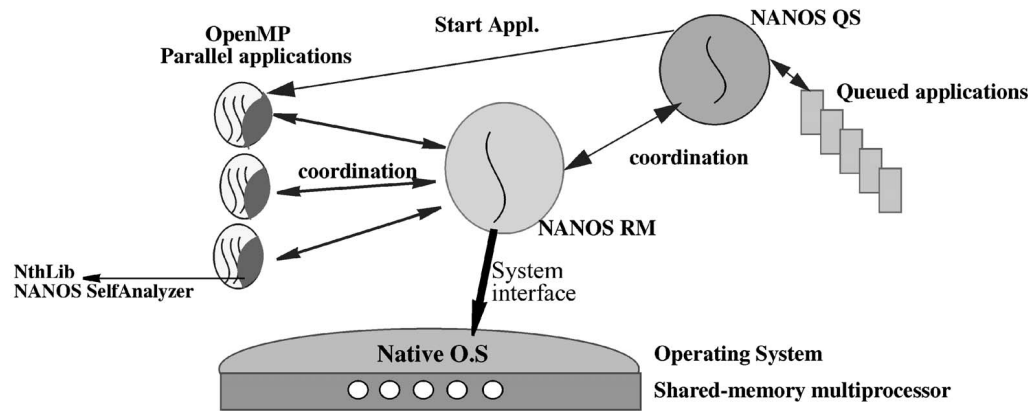 NANOS QS
Start Appl.
OpenMP
Parallel applications
Queued applications
coordination
coordination
NANOS RM
NthLib
NANOS SelfAnalyzer
System
interface
Native O.S
Operating System
Shared-memory multiprocessor